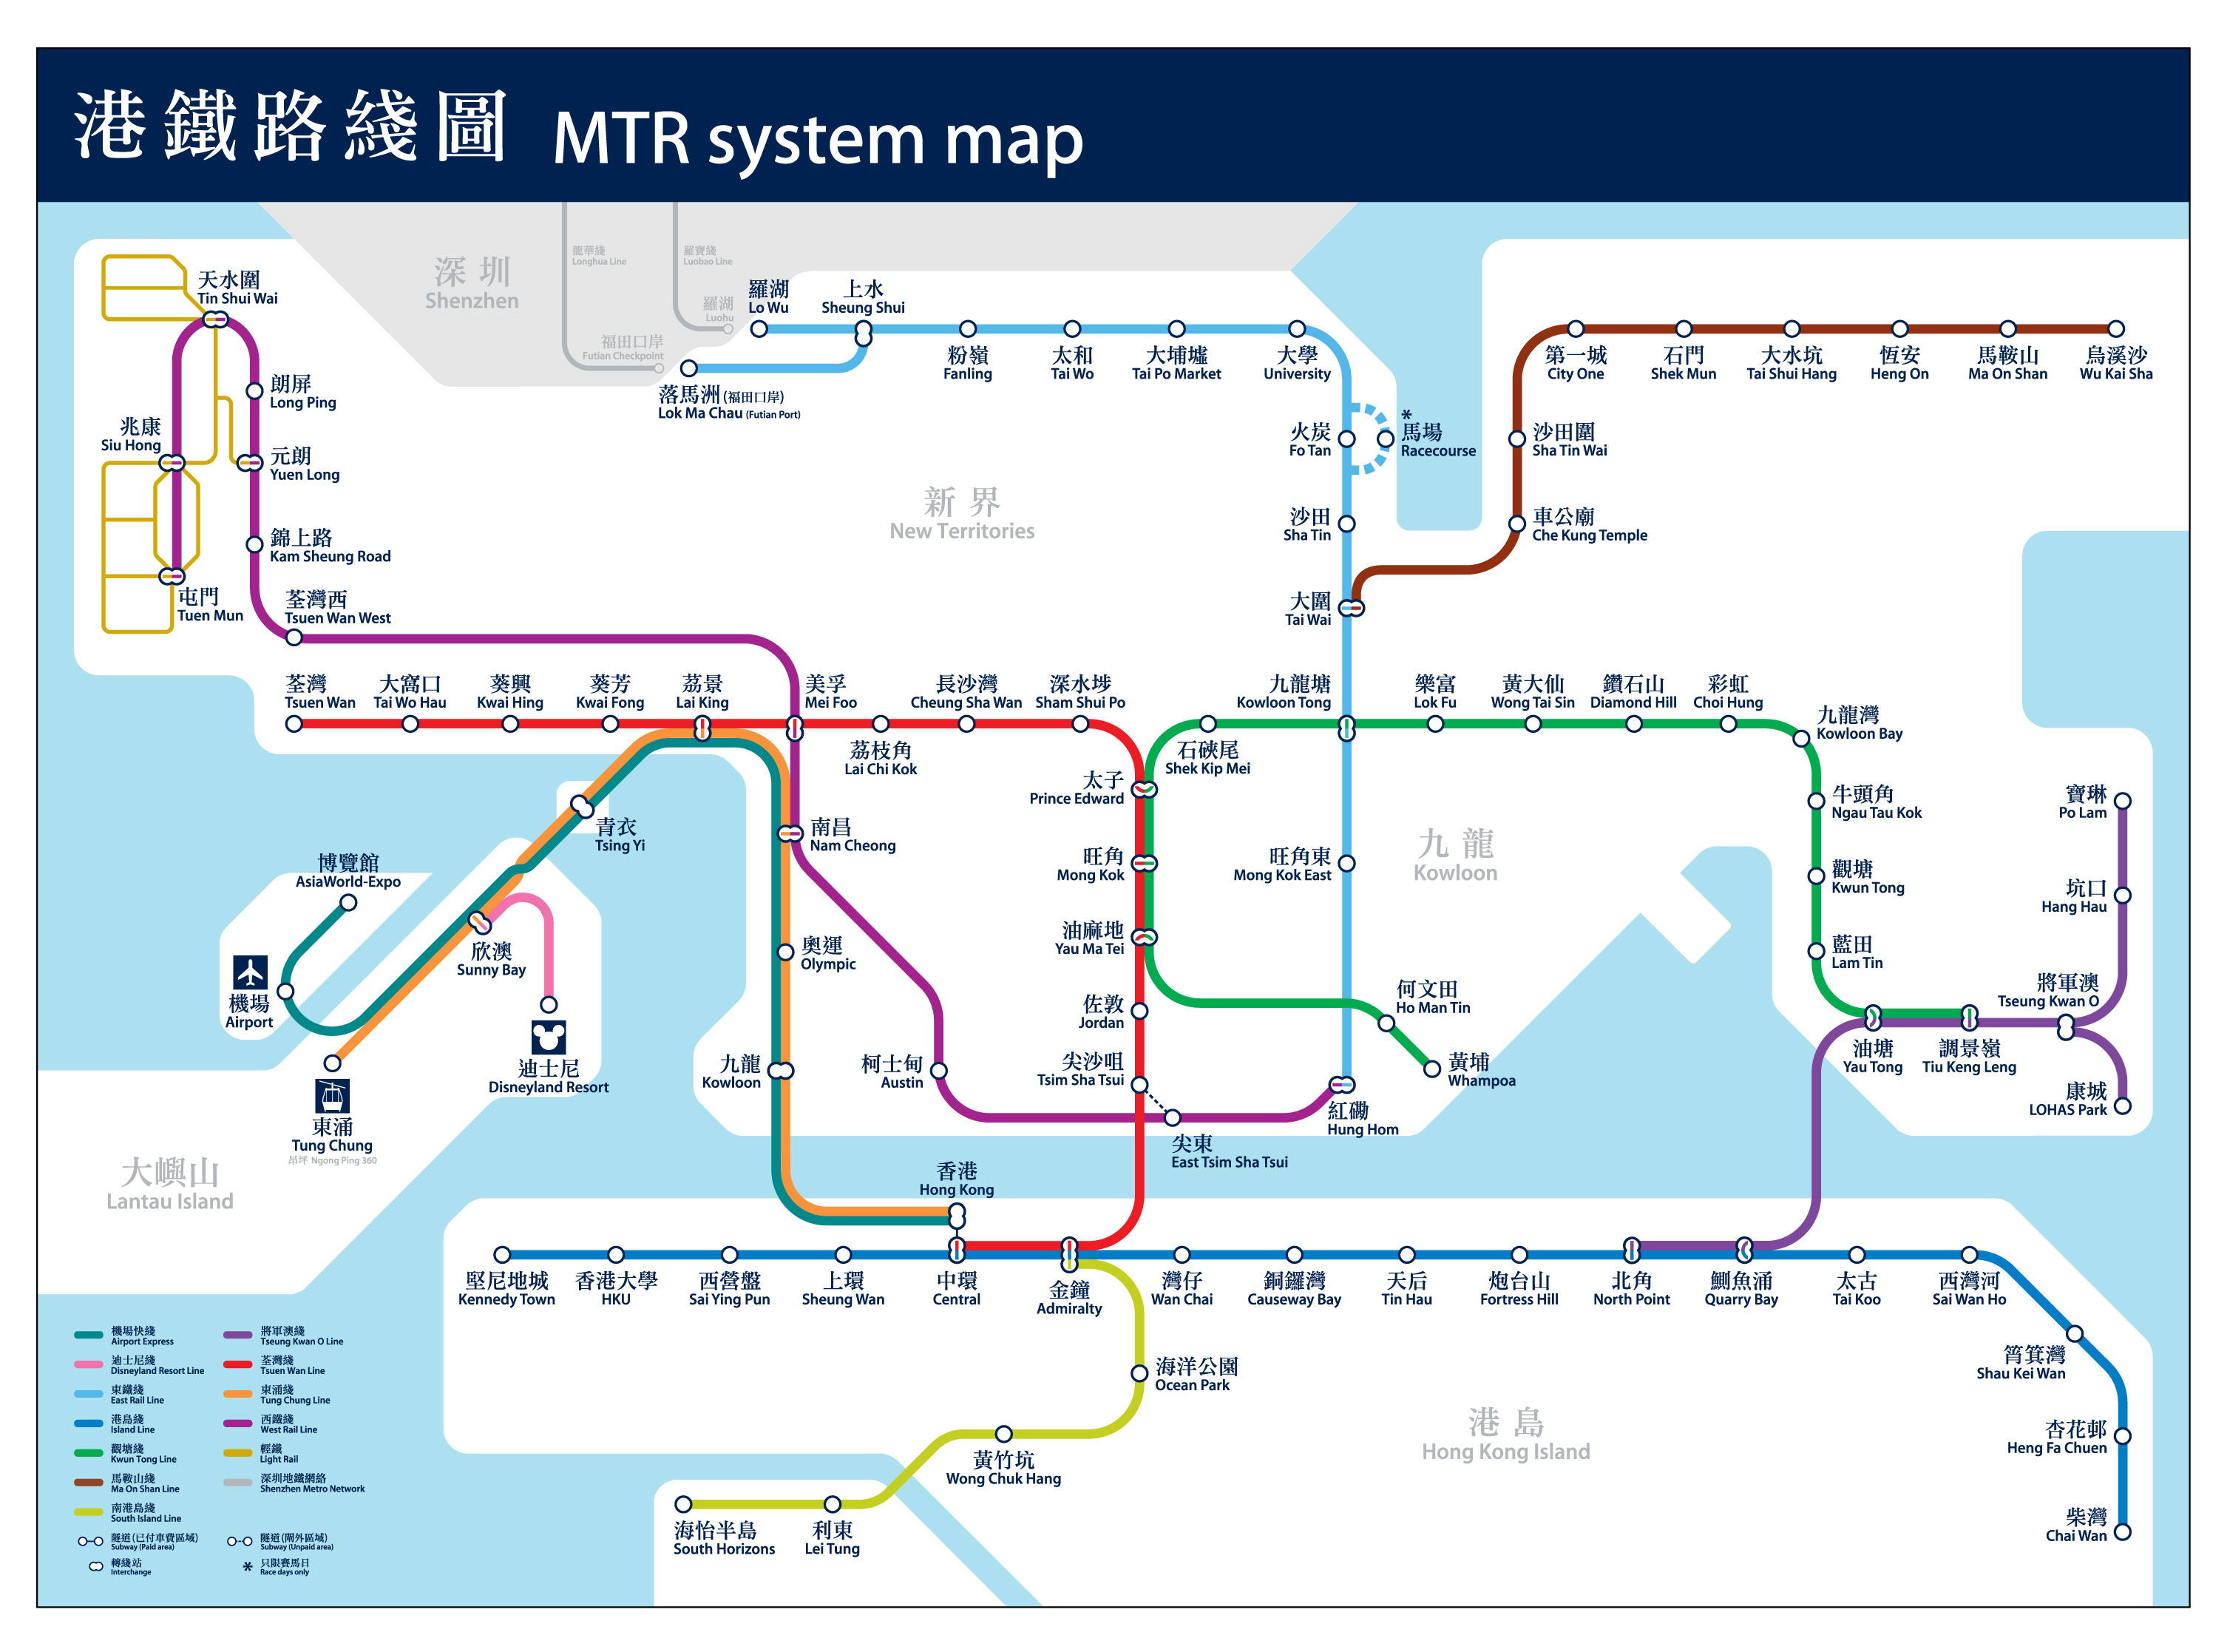 港鐵路綫圖 MTR system map
深圳
Shenzhen
龍華綫
Longhua Line
羅寶綫
Luobao Line
羅湖
Luohu
福田口岸
Futian Checkpoint
天水圍
Tin Shui Wai
朗屏
Long Ping
兆康
Siu Hong
元朗
Yuen Long
錦上路
Kam Sheung Road
屯門
Tuen Mun
荃灣西
Tsuen Wan West
羅湖
Lo Wu
上水
Sheung Shui
落馬洲 (福田口岸)
Lok Ma Chau (Futian Port)
粉嶺
Fanling
太和
Tai Wo
大埔墟
Tai Po Market
大學
University
火炭
Fo Tan
*
馬場
Racecourse
沙田
Sha Tin
大圍
Tai Wai
第一城
City One
石門
Shek Mun
大水坑
Tai Shui Hang
恆安
Heng On
馬鞍山
Ma On Shan
烏溪沙
Wu Kai Sha
沙田圍
Sha Tin Wai
車公廟
Che Kung Temple
新界
New Territories
荃灣
Tsuen Wan
大窩口
Tai Wo Hau
葵興
Kwai Hing
葵芳
Kwai Fong
荔景
Lai King
美孚
Mei Foo
荔枝角
Lai Chi Kok
長沙灣
Cheung Sha Wan
深水埗
Sham Shui Po
石硤尾
Shek Kip Mei
九龍塘
Kowloon Tong
樂富
Lok Fu
黃大仙
Wong Tai Sin
鑽石山
Diamond Hill
彩虹
Choi Hung
九龍灣
Kowloon Bay
太子
Prince Edward
牛頭角
Ngau Tau Kok
寶琳
Po Lam
青衣
Tsing Yi
南昌
Nam Cheong
旺角
Mong Kok
旺角東
Mong Kok East
九龍
Kowloon
觀塘
Kwun Tong
坑口
Hang Hau
博覽館
AsiaWorld-Expo
欣澳
Sunny Bay
奧運
Olympic
油麻地
Yau Ma Tei
藍田
Lam Tin
機場
Airport
佐敦
Jordan
何文田
Ho Man Tin
將軍澳
Tseung Kwan O
迪士尼
Disneyland Resort
九龍
Kowloon
柯士甸
Austin
尖沙咀
Tsim Sha Tsui
黃埔
Whampoa
油塘
Yau Tong
調景嶺
Tiu Keng Leng
康城
LOHAS Park
東涌
Tung Chung
昂坪 Ngong Ping 360
紅磡
Hung Hom
尖東
East Tsim Sha Tsui
大嶼山
Lantau Island
香港
Hong Kong
堅尼地城
Kennedy Town
香港大學
HKU
西營盤
Sai Ying Pun
上環
Sheung Wan
中環
Central
金鐘
Admiralty
灣仔
Wan Chai
銅鑼灣
Causeway Bay
天后
Tin Hau
炮台山
Fortress Hill
北角
North Point
鰂魚涌
Quarry Bay
太古
Tai Koo
西灣河
Sai Wan Ho
筲箕灣
Shau Kei Wan
海洋公園
Ocean Park
港島
Hong Kong Island
杏花邨
Heng Fa Chuen
黃竹坑
Wong Chuk Hang
海怡半島
South Horizons
利東
Lei Tung
柴灣
Chai Wan
機場快綫
Airport Express
迪士尼綫
Disneyland Resort Line
東鐵綫
East Rail Line
港島綫
Island Line
觀塘綫
Kwun Tong Line
馬鞍山綫
Ma On Shan Line
南港島綫
South Island Line
隧道(已付車費區域)
Subway (Paid area)
轉綫站
Interchange
將軍澳綫
Tseung Kwan O Line
荃灣綫
Tsuen Wan Line
東涌綫
Tung Chung Line
西鐵綫
West Rail Line
輕鐵
Light Rail
深圳地鐵網絡
Shenzhen Metro Network
隧道(閘外區域)
Subway (Unpaid area)
* 只限賽馬日
Race days only